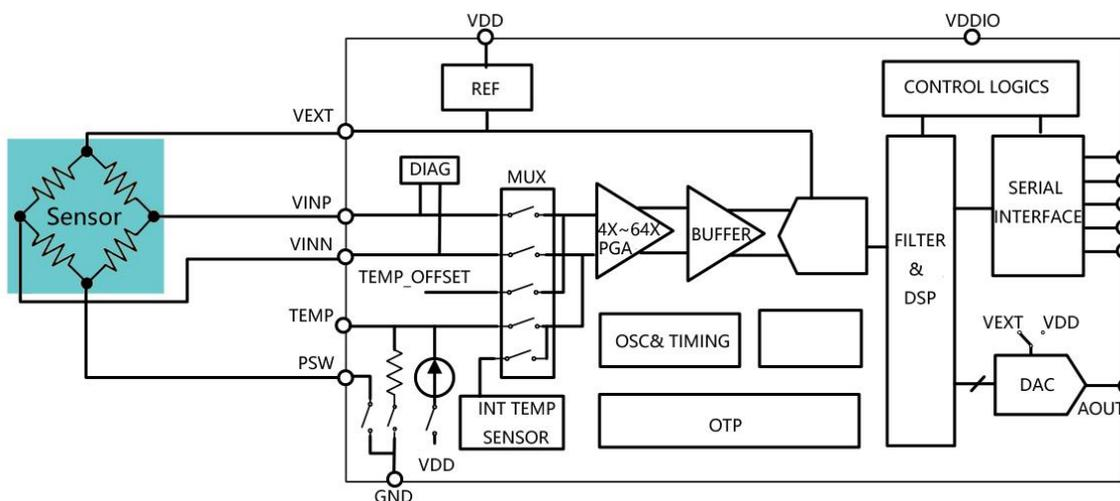 VDD
VDDIO
REF
CONTROL LOGICS
VEXT
DIAG
MUX
Sensor
VINP
SERIAL
INTERFACE
4X~64X
PGA
BUFFER
VINN
FILTER
&
DSP
TEMP_OFFSET
TEMP
OSC& TIMING
VEXT
VDD
PSW
DAC
INT TEMP
SENSOR
OTP
AOUT
VDD
GND